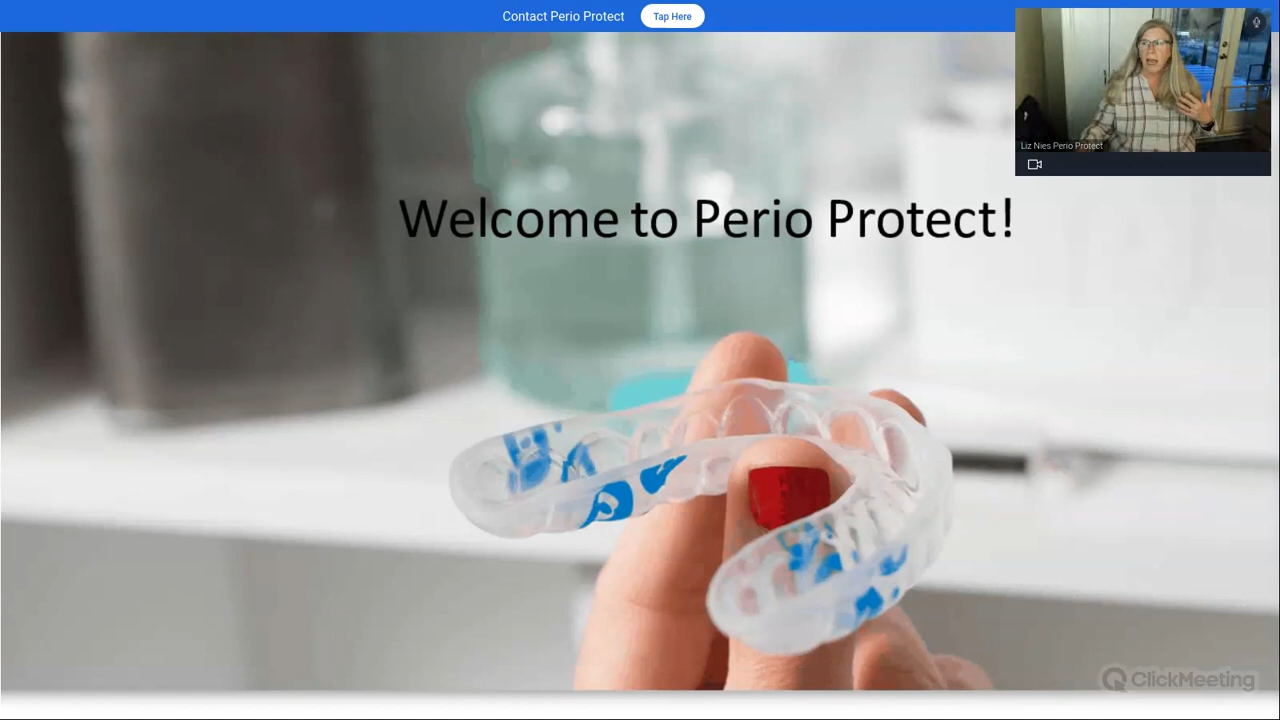 Contact Perio Protect Tap Here
Liz Nies Perio Protect
Welcome to Perio Protect!
ClickMeeting